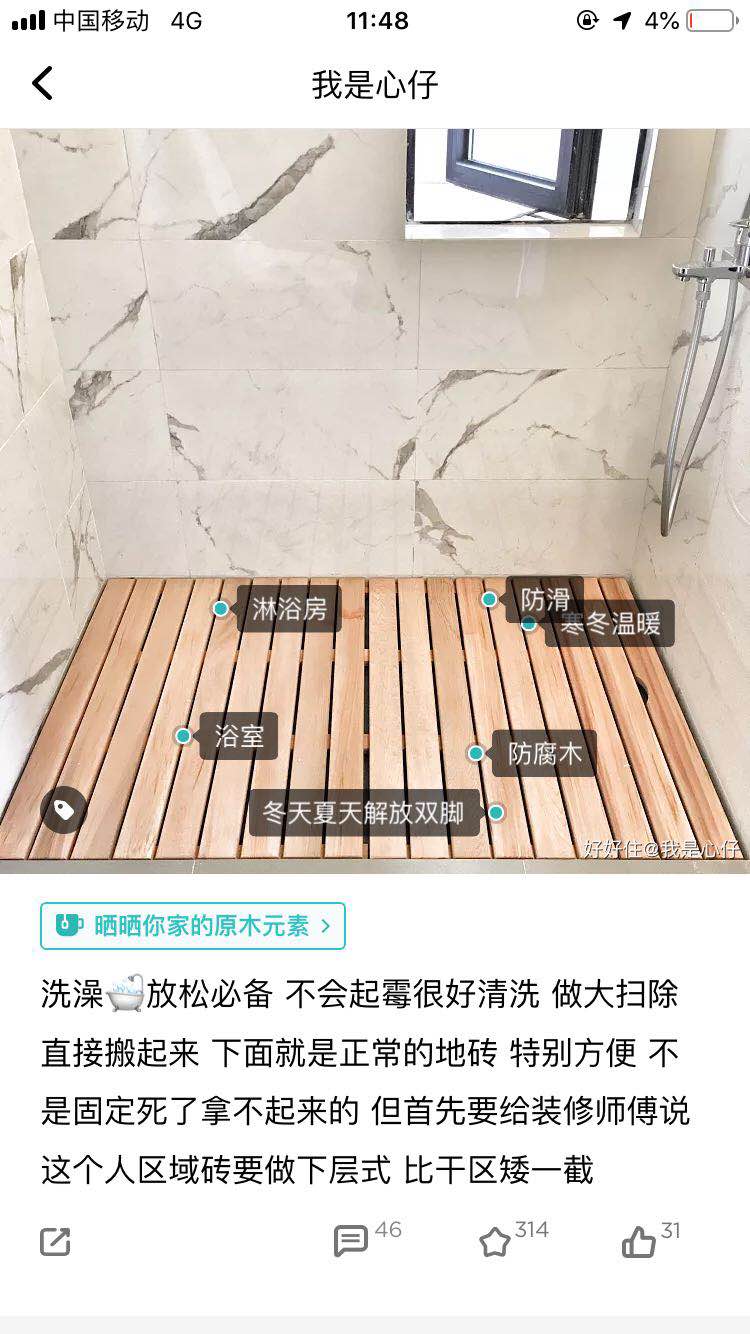 中国移动 4G 11:48 4%
我是心仔
淋浴房
防滑
寒冬温暖
浴室
防腐木
冬天夏天解放双脚
好好住@我是心仔
晒晒你家的原木元素
洗澡🛁放松必备 不会起霉很好清洗 做大扫除
直接搬起来 下面就是正常的地砖 特别方便 不
是固定死了拿不起来的 但首先要给装修师傅说
这个人区域砖要做下层式 比干区矮一截
46 314 31